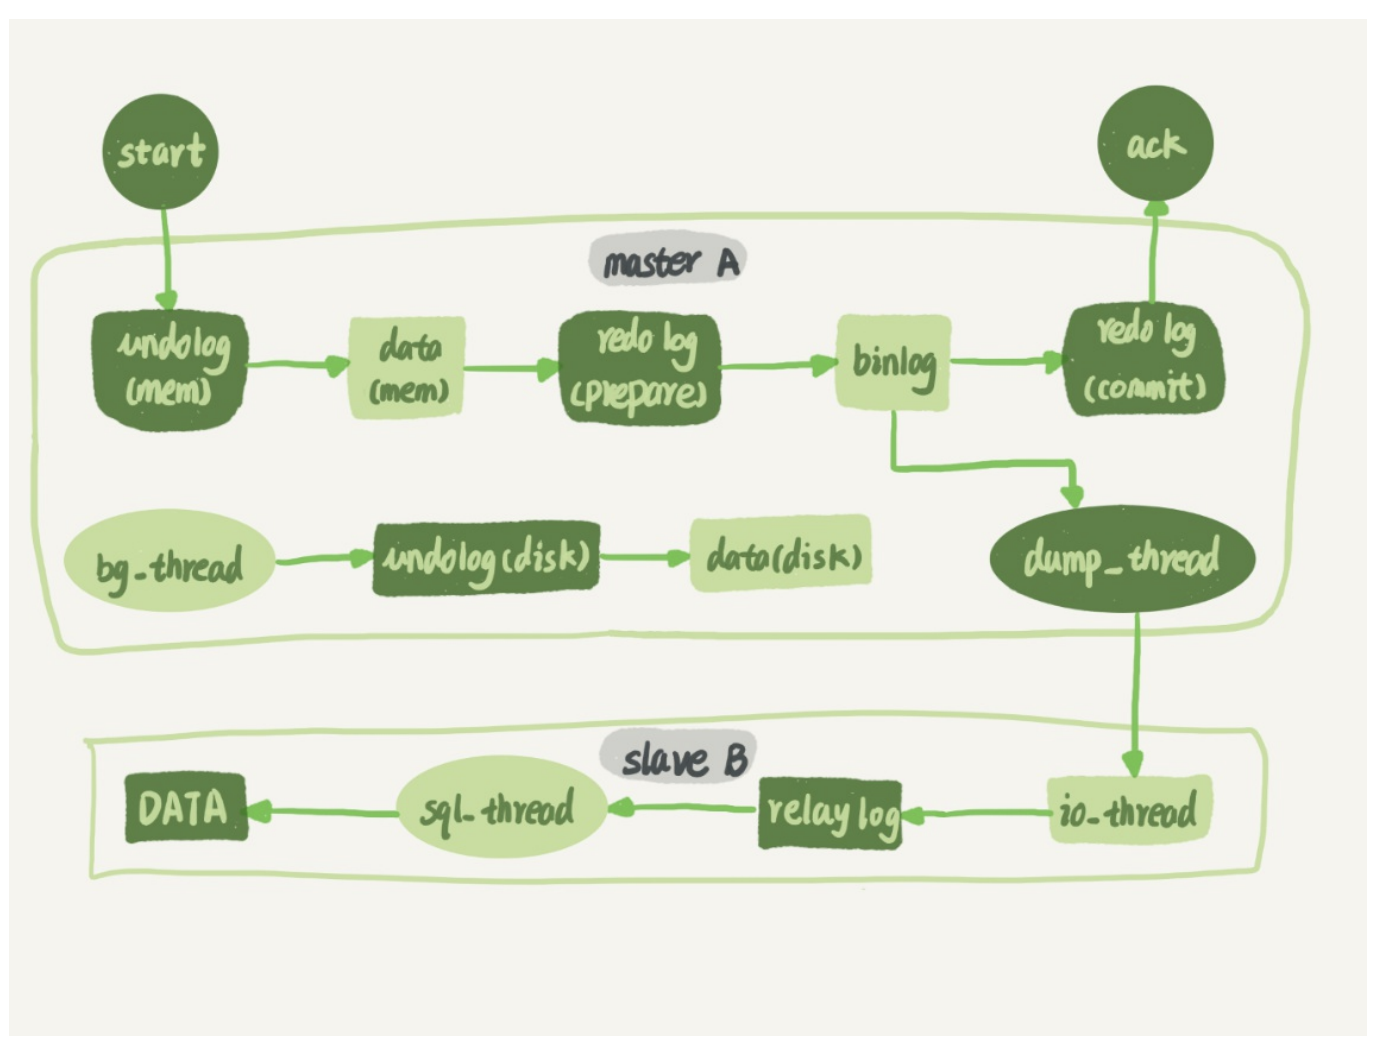 start
ack
master A
undolog
(mem)
data
(mem)
redo log
(prepare)
binlog
redo log
(commit)
bg_thread
undolog(disk)
data(disk)
dump_thread
slave B
DATA
sql_thread
relay log
io_thread